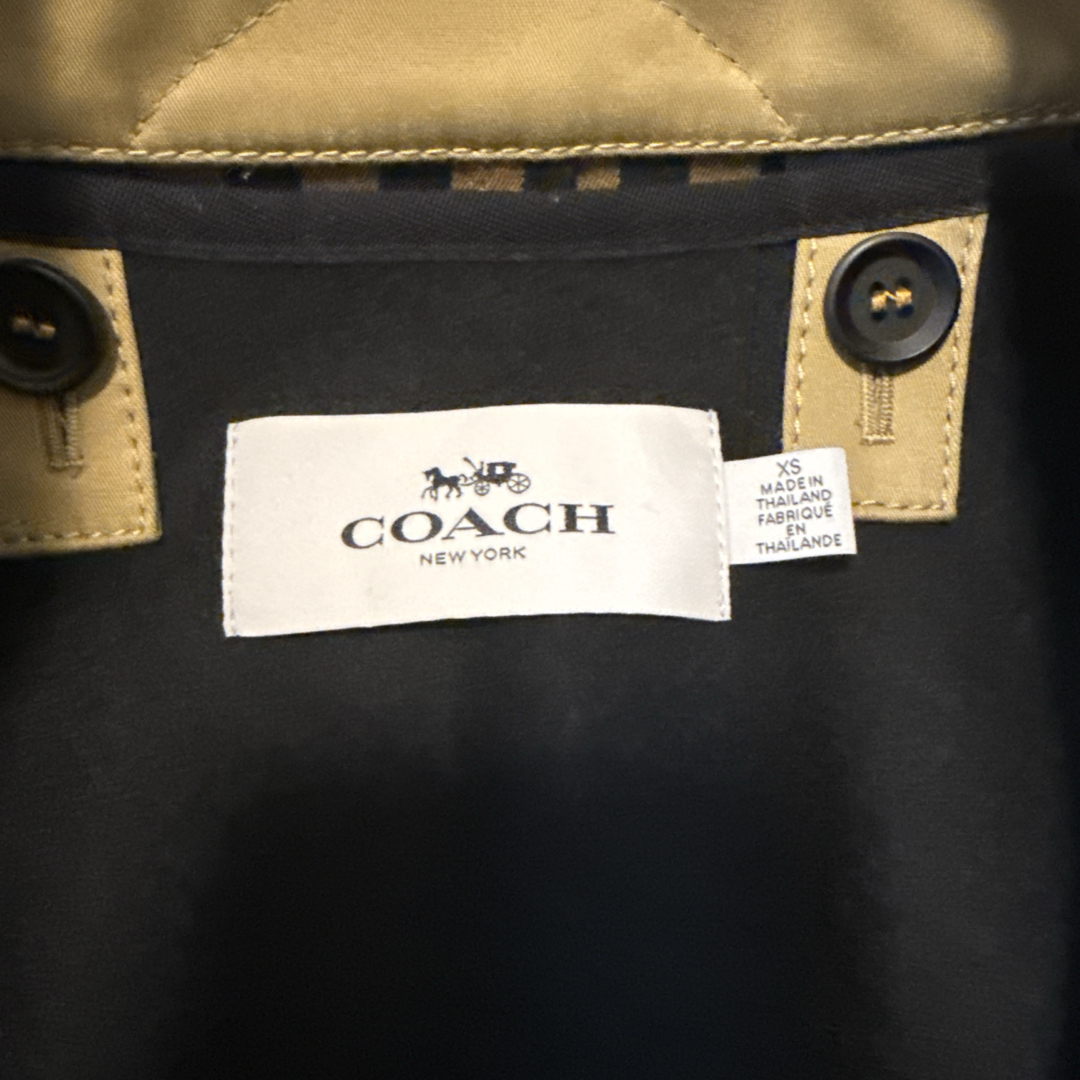 COACH
NEW YORK
XS
MADE IN
THAILAND
FABRIQUÉ
EN
THAÏLANDE